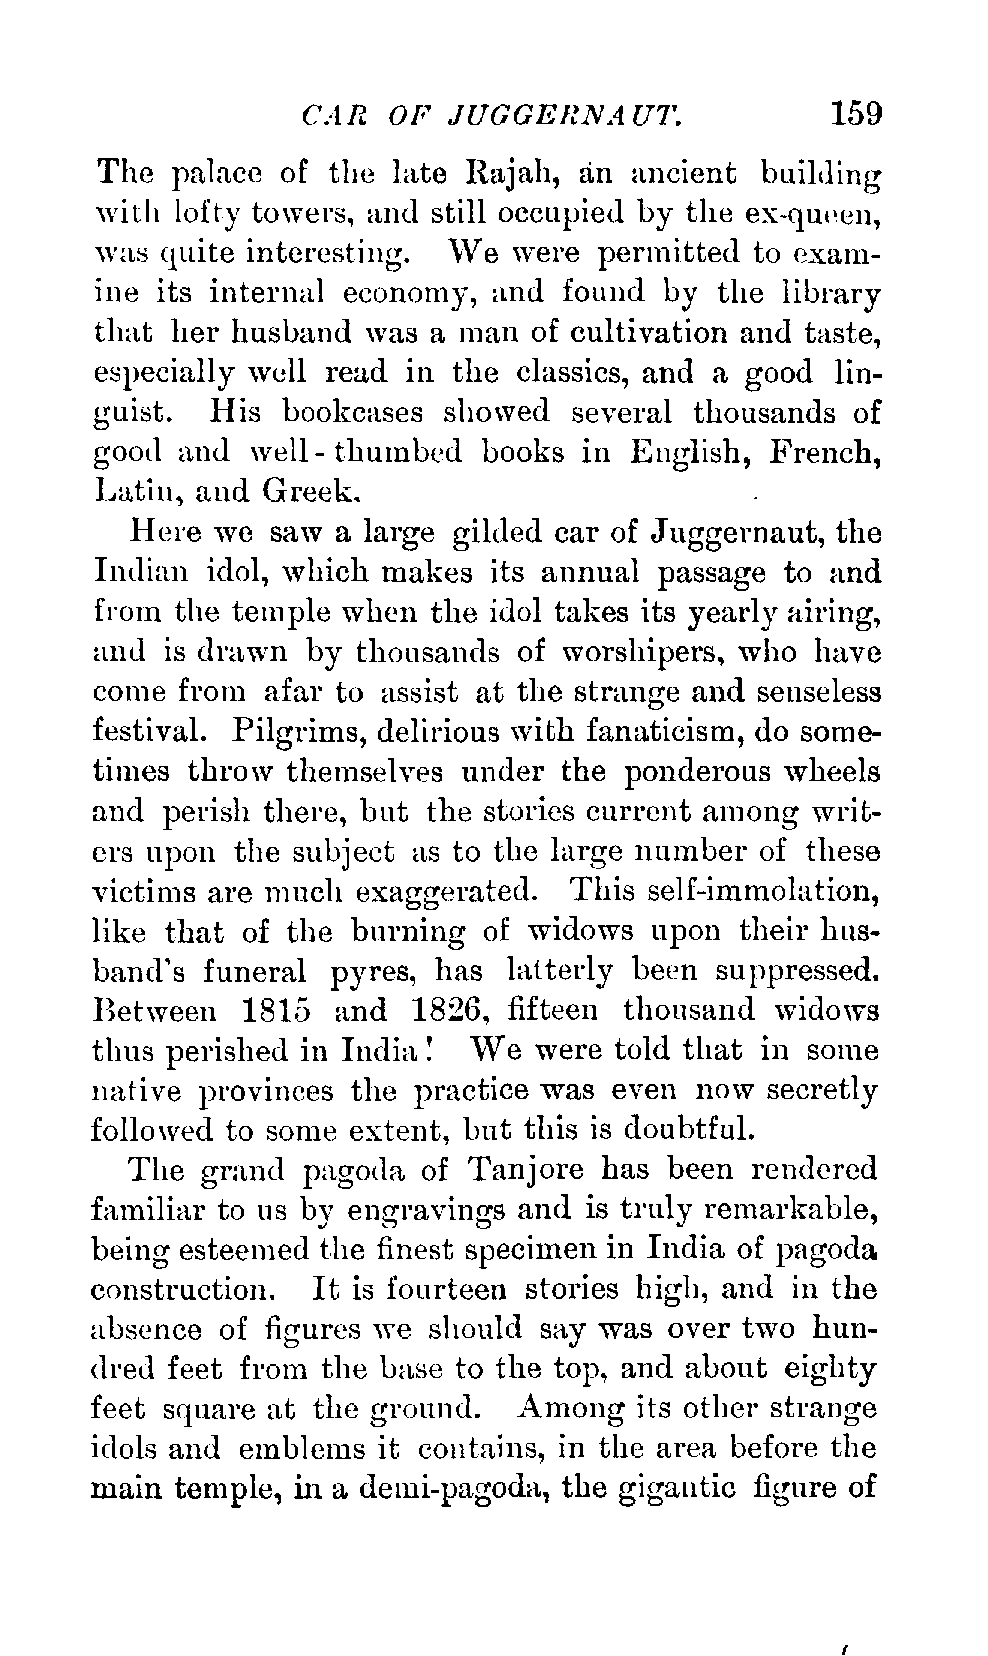 CAR OF JUGGERNAUT. 159
The palace of the late Rajah, an ancient building
with lofty towers, and still occupied by the ex-queen,
was quite interesting. We were permitted to exam-
ine its internal economy, and found by the library
that her husband was a man of cultivation and taste,
especially well read in the classics, and a good lin-
guist. His bookcases showed several thousands of
good and well-thumbed books in English, French,
Latin, and Greek.
Here we saw a large gilded car of Juggernaut, the
Indian idol, which makes its annual passage to and
from the temple when the idol takes its yearly airing,
and is drawn by thousands of worshipers, who have
come from afar to assist at the strange and senseless
festival. Pilgrims, delirious with fanaticism, do some-
times throw themselves under the ponderous wheels
and perish there, but the stories current among writ-
ers upon the subject as to the large number of these
victims are much exaggerated. This self-immolation,
like that of the burning of widows upon their hus-
band's funeral pyres, has latterly been suppressed.
Between 1815 and 1826, fifteen thousand widows
thus perished in India! We were told that in some
native provinces the practice was even now secretly
followed to some extent, but this is doubtful.
The grand pagoda of Tanjore has been rendered
familiar to us by engravings and is truly remarkable,
being esteemed the finest specimen in India of pagoda
construction. It is fourteen stories high, and in the
absence of figures we should say was over two hun-
dred feet from the base to the top, and about eighty
feet square at the ground. Among its other strange
idols and emblems it contains, in the area before the
main temple, in a demi-pagoda, the gigantic figure of